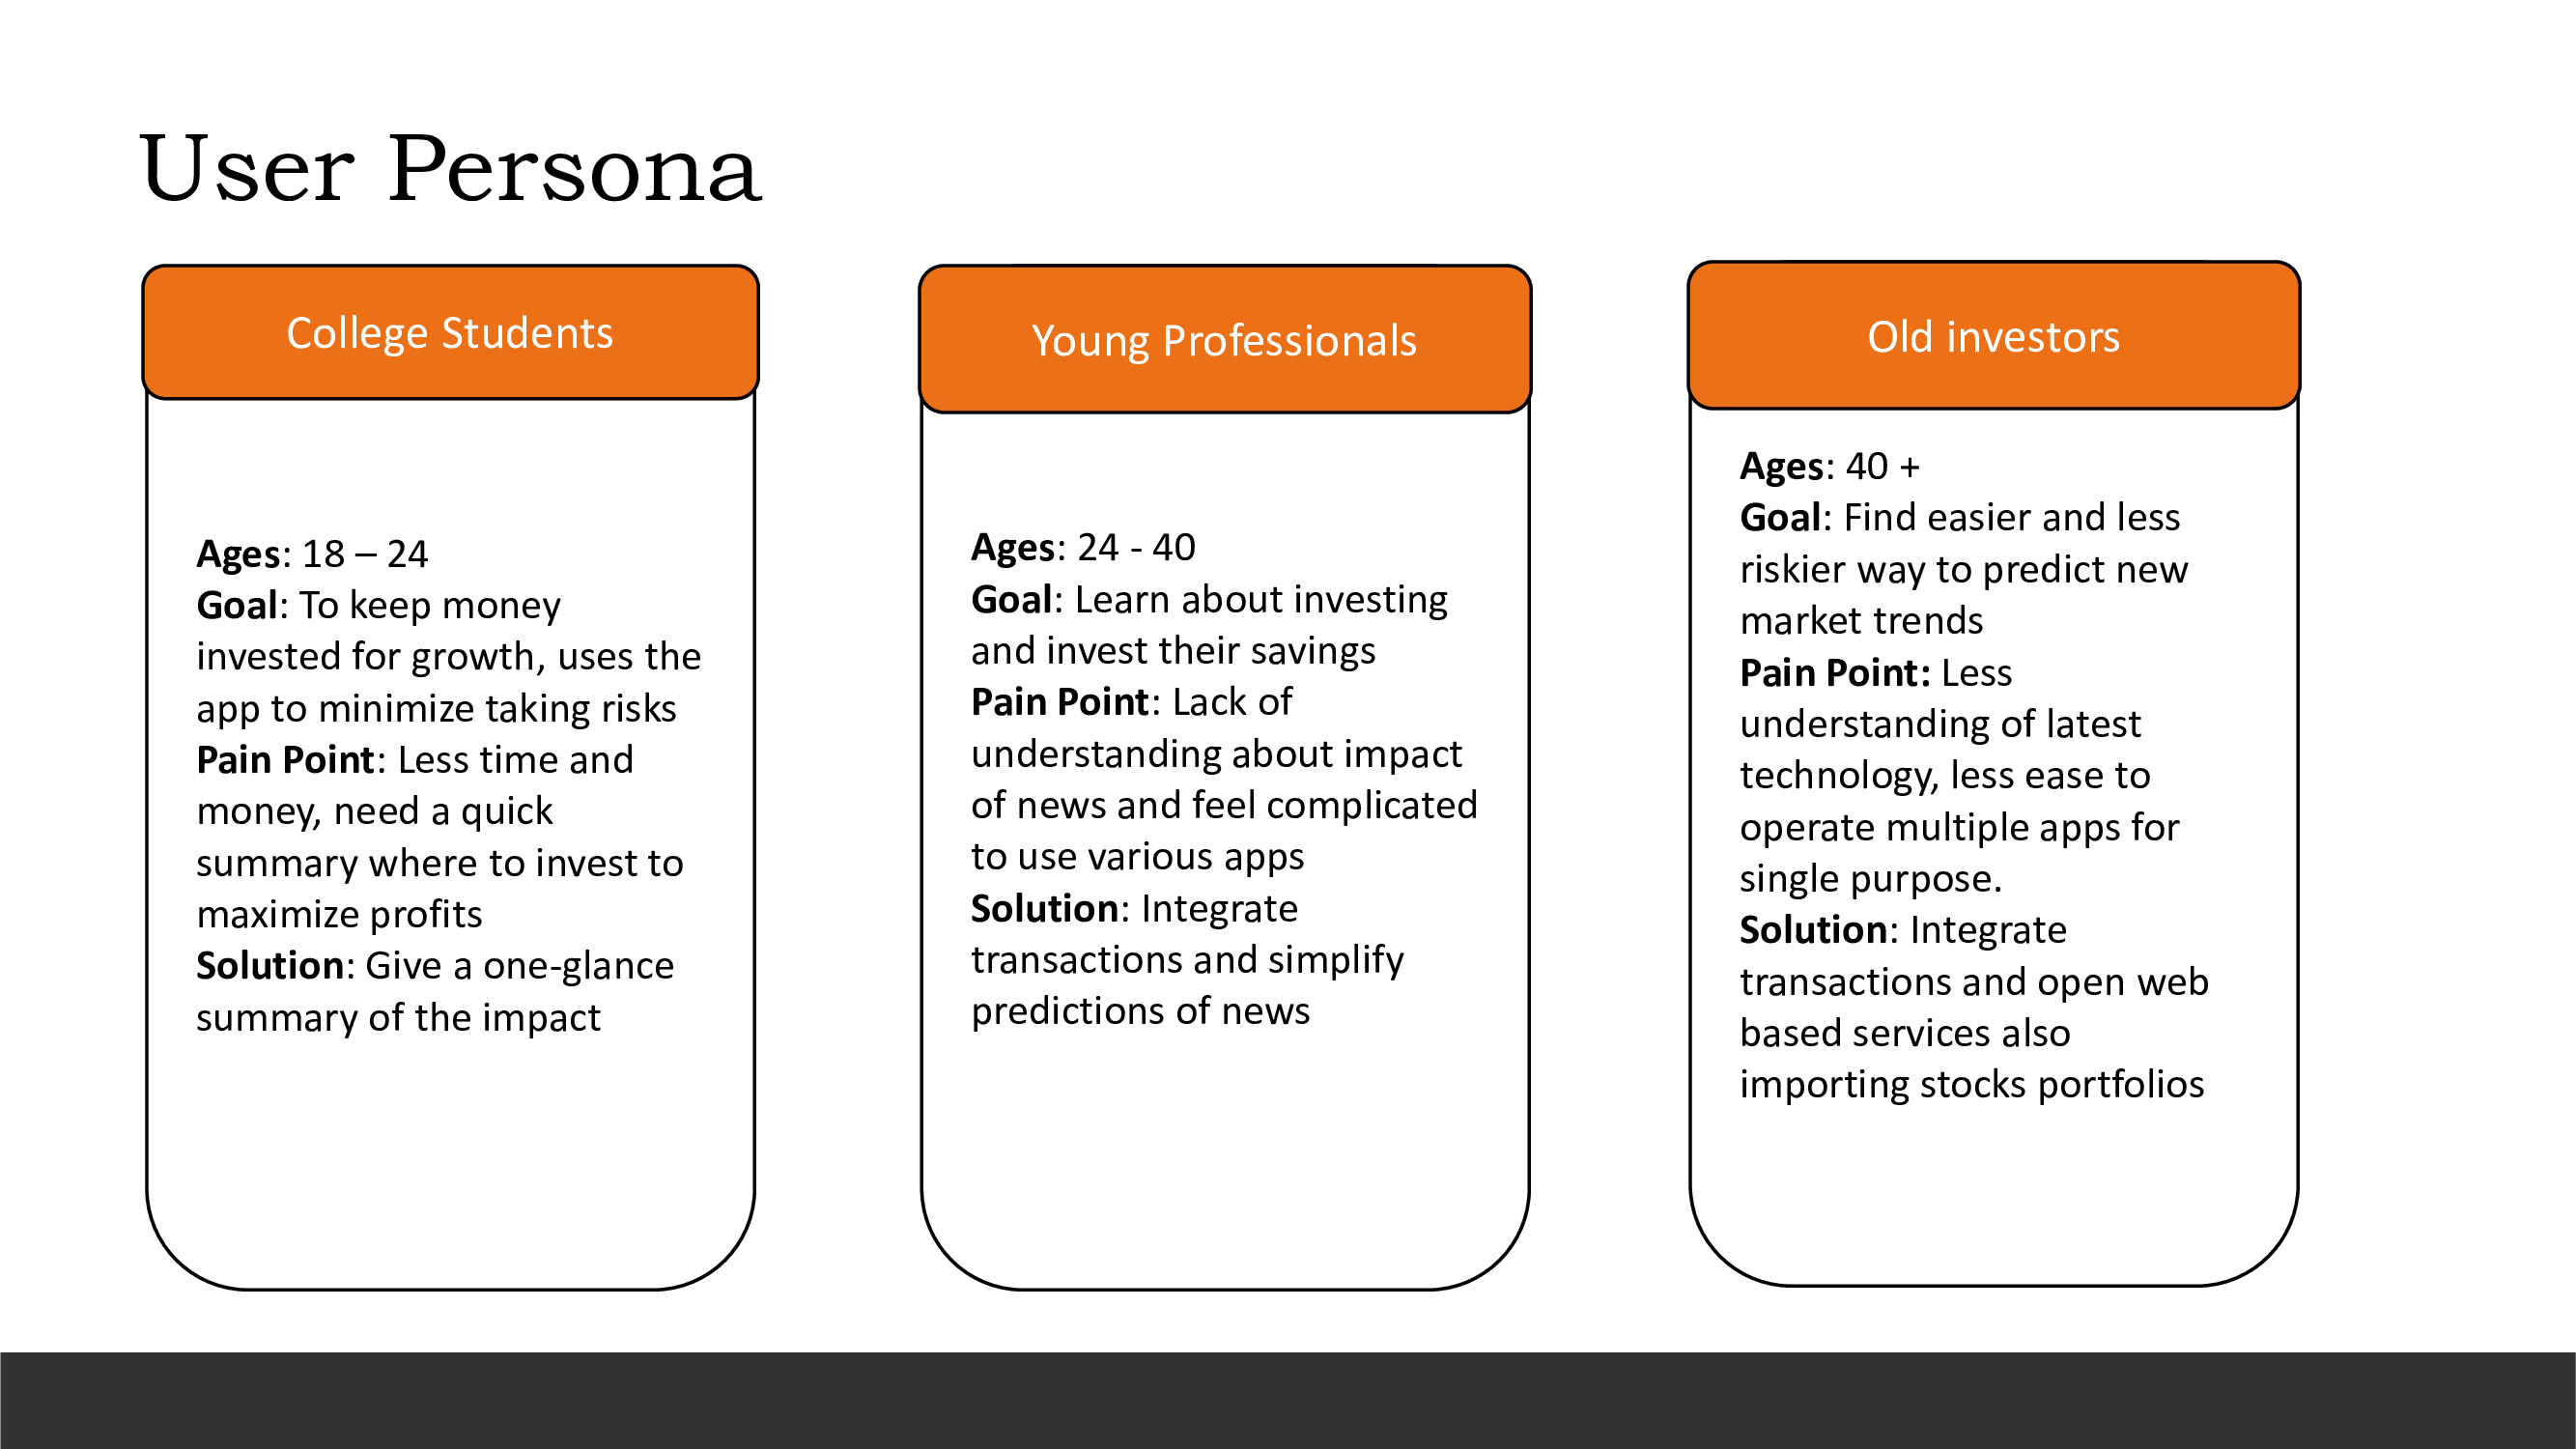 User Persona
College Students
Ages: 18 – 24
Goal: To keep money
invested for growth, uses the
app to minimize taking risks
Pain Point: Less time and
money, need a quick
summary where to invest to
maximize profits
Solution: Give a one-glance
summary of the impact
Young Professionals
Ages: 24 - 40
Goal: Learn about investing
and invest their savings
Pain Point: Lack of
understanding about impact
of news and feel complicated
to use various apps
Solution: Integrate
transactions and simplify
predictions of news
Old investors
Ages: 40 +
Goal: Find easier and less
riskier way to predict new
market trends
Pain Point: Less
understanding of latest
technology, less ease to
operate multiple apps for
single purpose.
Solution: Integrate
transactions and open web
based services also
importing stocks portfolios